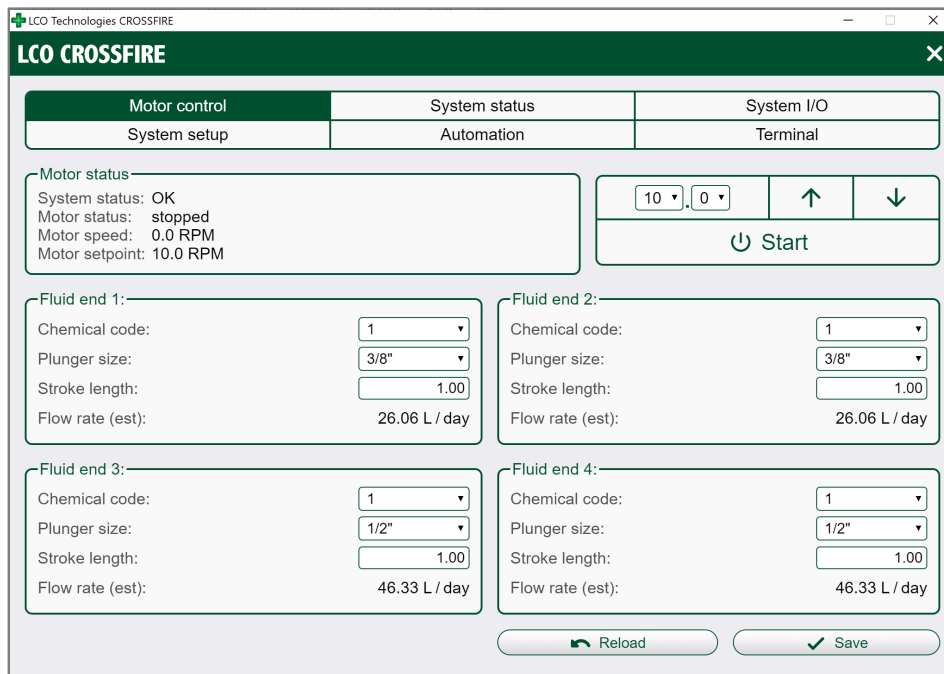 LCO Technologies CROSSFIRE
LCO CROSSFIRE
Motor control System status System I/O
System setup Automation Terminal
Motor status
System status: OK
Motor status: stopped
Motor speed: 0.0 RPM
Motor setpoint: 10.0 RPM
10 . 0
Start
Fluid end 1:
Chemical code: 1
Plunger size: 3/8"
Stroke length: 1.00
Flow rate (est): 26.06 L / day
Fluid end 2:
Chemical code: 1
Plunger size: 3/8"
Stroke length: 1.00
Flow rate (est): 26.06 L / day
Fluid end 3:
Chemical code: 1
Plunger size: 1/2"
Stroke length: 1.00
Flow rate (est): 46.33 L / day
Fluid end 4:
Chemical code: 1
Plunger size: 1/2"
Stroke length: 1.00
Flow rate (est): 46.33 L / day
Reload Save